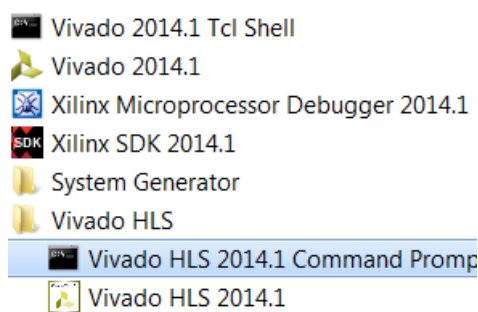 Vivado 2014.1 Tcl Shell
Vivado 2014.1
Xilinx Microprocessor Debugger 2014.1
SDK Xilinx SDK 2014.1
System Generator
Vivado HLS
Vivado HLS 2014.1 Command Promp
Vivado HLS 2014.1